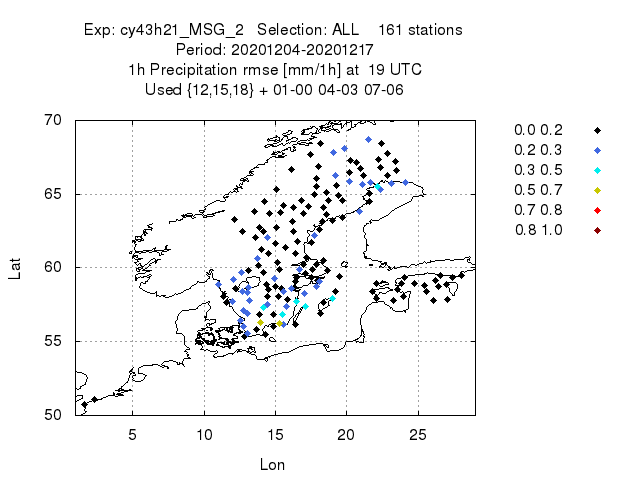 Exp: cy43h21_MSG_2   Selection: ALL    161 stations
Period: 20201204-20201217
1h Precipitation rmse [mm/1h] at  19 UTC
Used {12,15,18} + 01-00 04-03 07-06
70
65
60
55
50
Lat
5 10 15 20 25
Lon
0.0 0.2
0.2 0.3
0.3 0.5
0.5 0.7
0.7 0.8
0.8 1.0